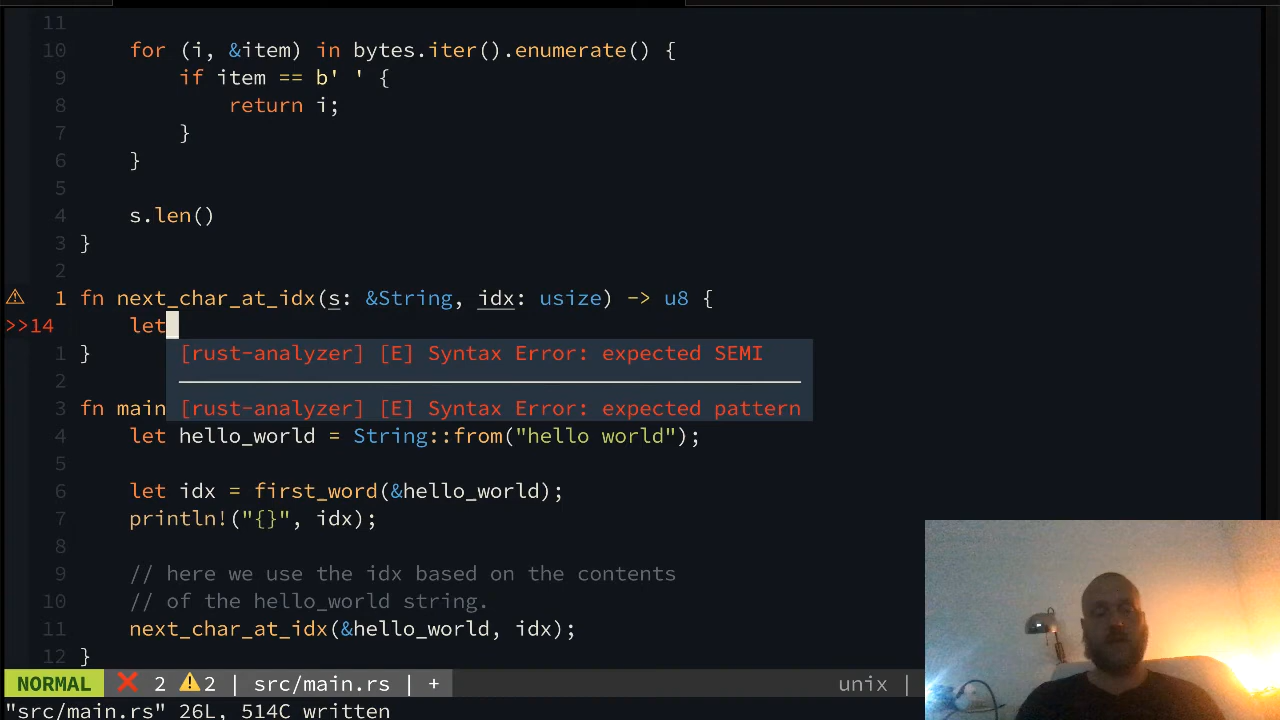 11
10 for (i, &item) in bytes.iter().enumerate() {
9 if item == b' ' {
8 return i;
7 }
6 }
5
4 s.len()
3 }
2
⚠ 1 fn next_char_at_idx(s: &String, idx: usize) -> u8 {
>>14 let
1 } [rust-analyzer] [E] Syntax Error: expected SEMI
2
3 fn main [rust-analyzer] [E] Syntax Error: expected pattern
4 let hello_world = String::from("hello world");
5
6 let idx = first_word(&hello_world);
7 println!("{}", idx);
8
9 // here we use the idx based on the contents
10 // of the hello_world string.
11 next_char_at_idx(&hello_world, idx);
12 }
NORMAL ❌ 2 ⚠2 | src/main.rs | + unix |
"src/main.rs" 26L, 514C written